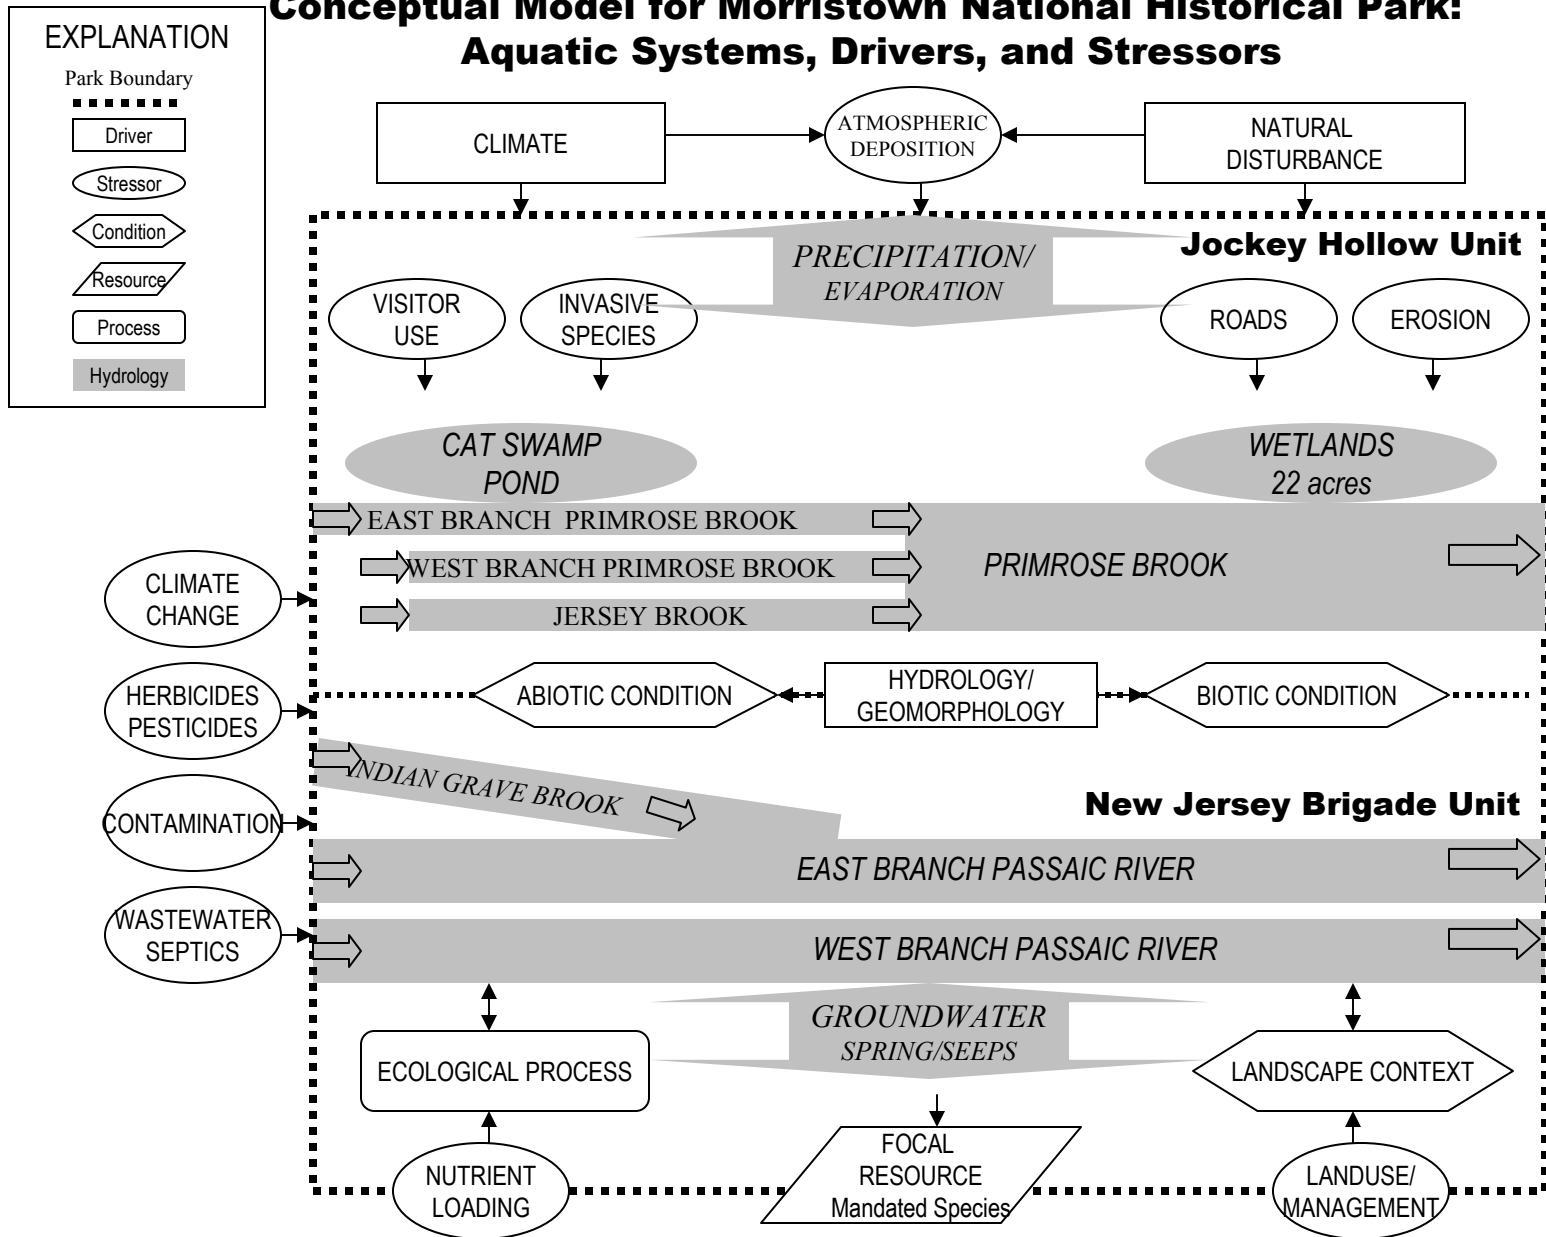 Conceptual Model for Morristown National Historical Park:
Aquatic Systems, Drivers, and Stressors
EXPLANATION
Park Boundary
Driver
Stressor
Condition
Resource
Process
Hydrology
CLIMATE
ATMOSPHERIC
DEPOSITION
NATURAL
DISTURBANCE
PRECIPITATION/
EVAPORATION
Jockey Hollow Unit
VISITOR
USE
INVASIVE
SPECIES
ROADS
EROSION
CAT SWAMP
POND
WETLANDS
22 acres
EAST BRANCH PRIMROSE BROOK
WEST BRANCH PRIMROSE BROOK
JERSEY BROOK
PRIMROSE BROOK
CLIMATE
CHANGE
HERBICIDES
PESTICIDES
CONTAMINATION
WASTEWATER
SEPTICS
ABIOTIC CONDITION
HYDROLOGY/
GEOMORPHOLOGY
BIOTIC CONDITION
INDIAN GRAVE BROOK
New Jersey Brigade Unit
EAST BRANCH PASSAIC RIVER
WEST BRANCH PASSAIC RIVER
GROUNDWATER
SPRING/SEEPS
ECOLOGICAL PROCESS
LANDSCAPE CONTEXT
NUTRIENT
LOADING
FOCAL
RESOURCE
Mandated Species
LANDUSE/
MANAGEMENT